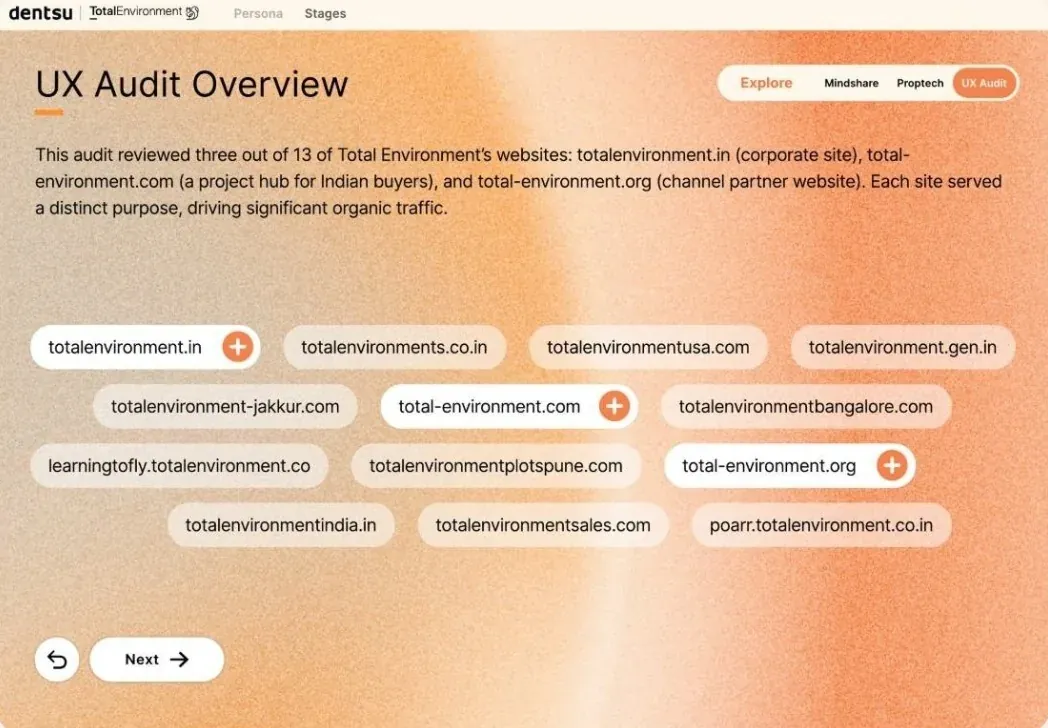 dentsu TotalEnvironment Persona Stages
UX Audit Overview
Explore Mindshare Proptech UX Audit
This audit reviewed three out of 13 of Total Environment's websites: totalenvironment.in (corporate site), total-
environment.com (a project hub for Indian buyers), and total-environment.org (channel partner website). Each site served
a distinct purpose, driving significant organic traffic.
totalenvironment.in totalenvironments.co.in totalenvironmentusa.com totalenvironment.gen.in
totalenvironment-jakkur.com total-environment.com totalenvironmentbangalore.com
learningtofly.totalenvironment.co totalenvironmentplotspune.com total-environment.org
totalenvironmentindia.in totalenvironmentsales.com poarr.totalenvironment.co.in
Next